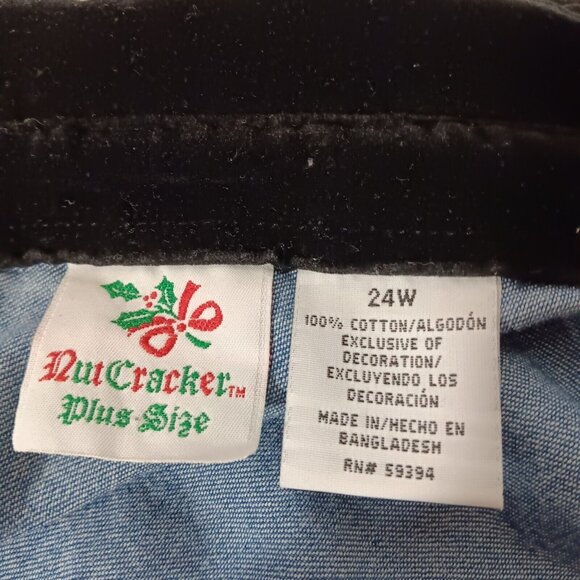 NutCracker™
Plus-Size
24W
100% COTTON/ALGODÓN
EXCLUSIVE OF
DECORATION/
EXCLUYENDO LOS
DECORACIÓN
MADE IN/HECHO EN
BANGLADESH
RN# 59394